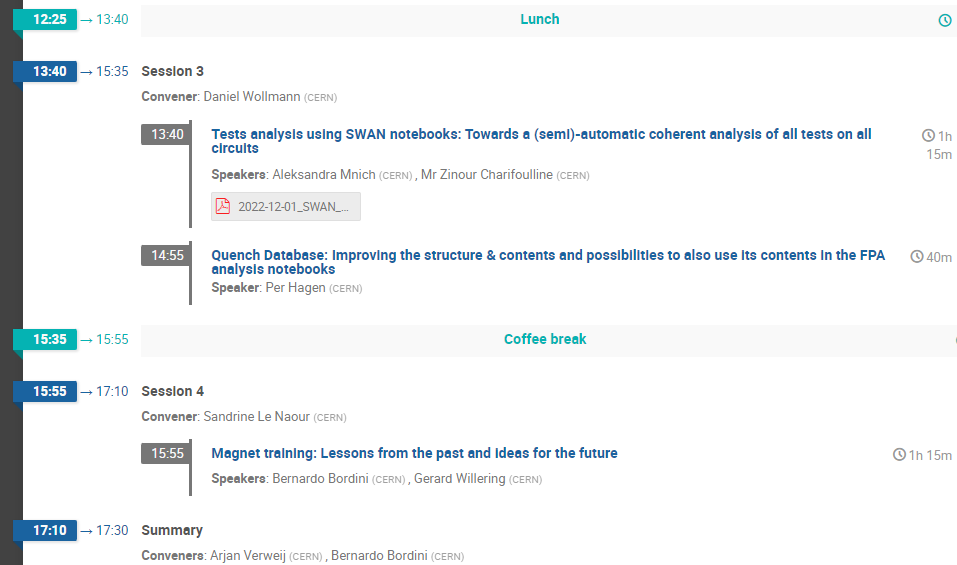 12:25 → 13:40 Lunch
13:40 → 15:35 Session 3
Convener: Daniel Wollmann (CERN)
13:40 Tests analysis using SWAN notebooks: Towards a (semi)-automatic coherent analysis of all tests on all 1h
circuits 15m
Speakers: Aleksandra Mnich (CERN) , Mr Zinour Charifoulline (CERN)
2022-12-01_SWAN_...
14:55 Quench Database: Improving the structure & contents and possibilities to also use its contents in the FPA 40m
analysis notebooks
Speaker: Per Hagen (CERN)
15:35 → 15:55 Coffee break
15:55 → 17:10 Session 4
Convener: Sandrine Le Naour (CERN)
15:55 Magnet training: Lessons from the past and ideas for the future 1h 15m
Speakers: Bernardo Bordini (CERN) , Gerard Willering (CERN)
17:10 → 17:30 Summary
Conveners: Arjan Verweij (CERN) , Bernardo Bordini (CERN)